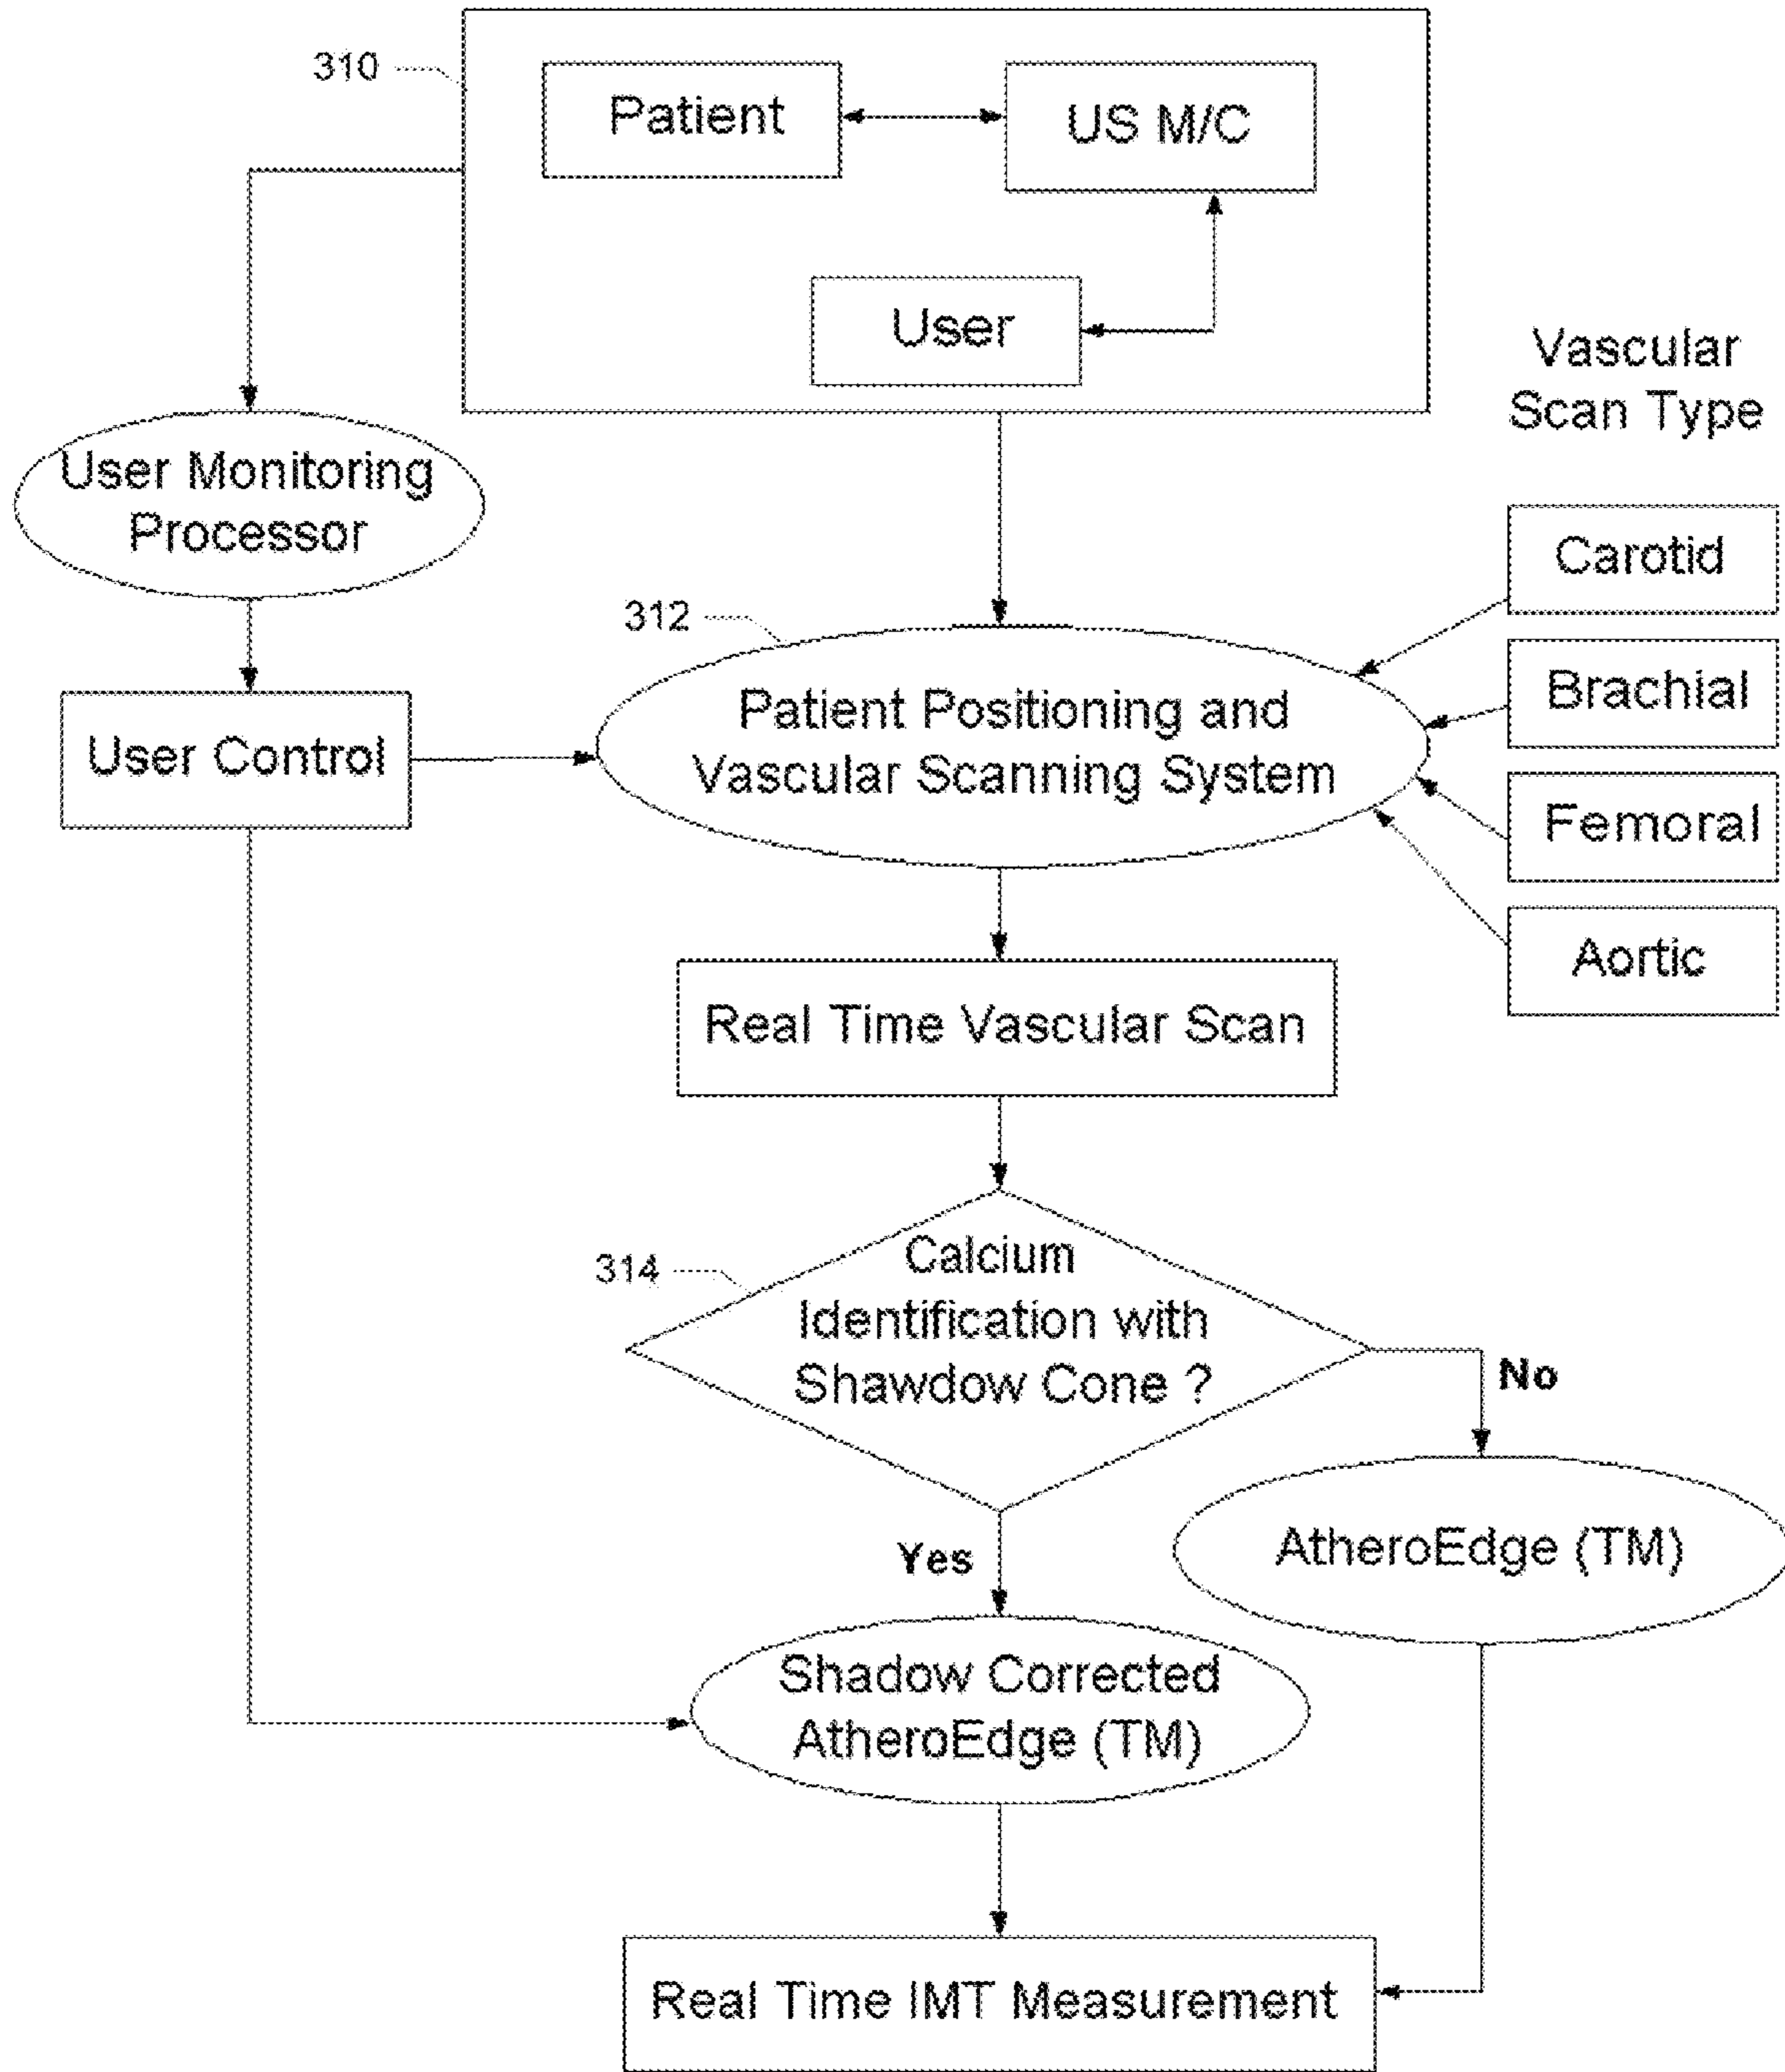 310
Patient
US M/C
User
Vascular
Scan Type
User Monitoring
Processor
Carotid
312
Brachial
Patient Positioning and
Vascular Scanning System
User Control
Femoral
Aortic
Real Time Vascular Scan
314
Calcium
Identification with
Shawdow Cone ?
No
Yes
AtheroEdge (TM)
Shadow Corrected
AtheroEdge (TM)
Real Time IMT Measurement